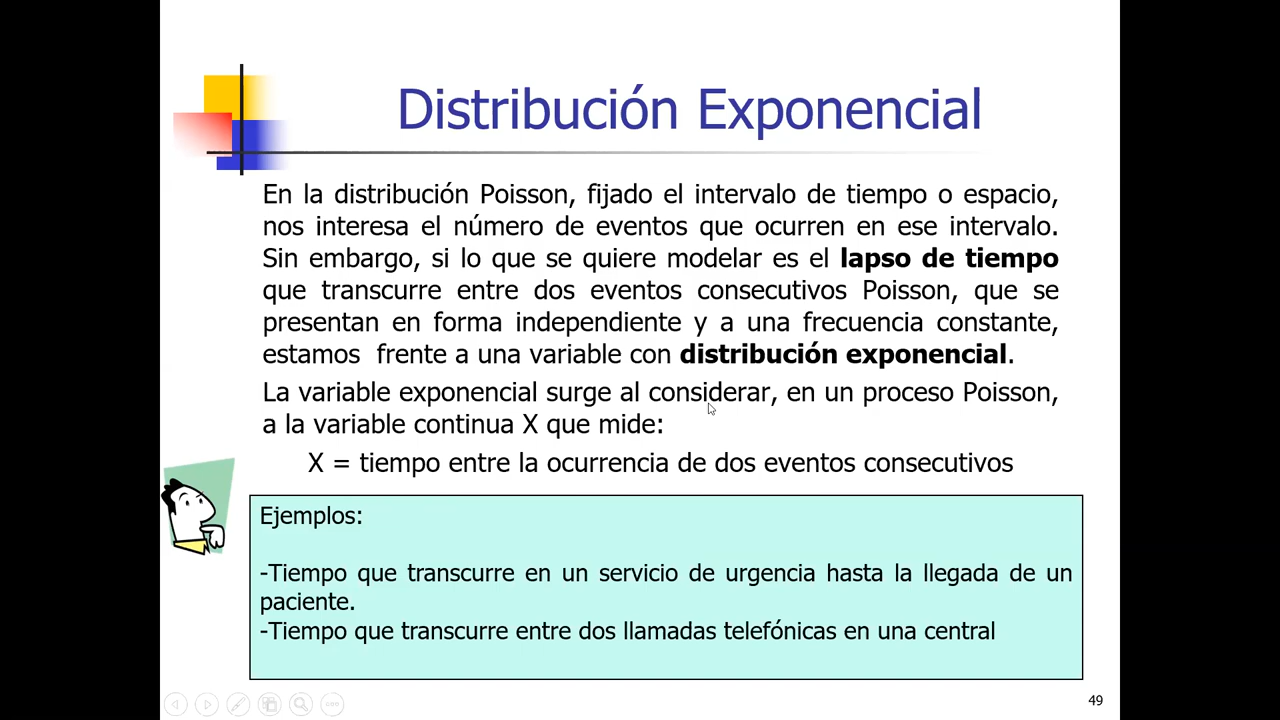 Distribución Exponencial
En la distribución Poisson, fijado el intervalo de tiempo o espacio,
nos interesa el número de eventos que ocurren en ese intervalo.
Sin embargo, si lo que se quiere modelar es el lapso de tiempo
que transcurre entre dos eventos consecutivos Poisson, que se
presentan en forma independiente y a una frecuencia constante,
estamos frente a una variable con distribución exponencial.
La variable exponencial surge al considerar, en un proceso Poisson,
a la variable continua X que mide:
X = tiempo entre la ocurrencia de dos eventos consecutivos
Ejemplos:
-Tiempo que transcurre en un servicio de urgencia hasta la llegada de un
paciente.
-Tiempo que transcurre entre dos llamadas telefónicas en una central
49